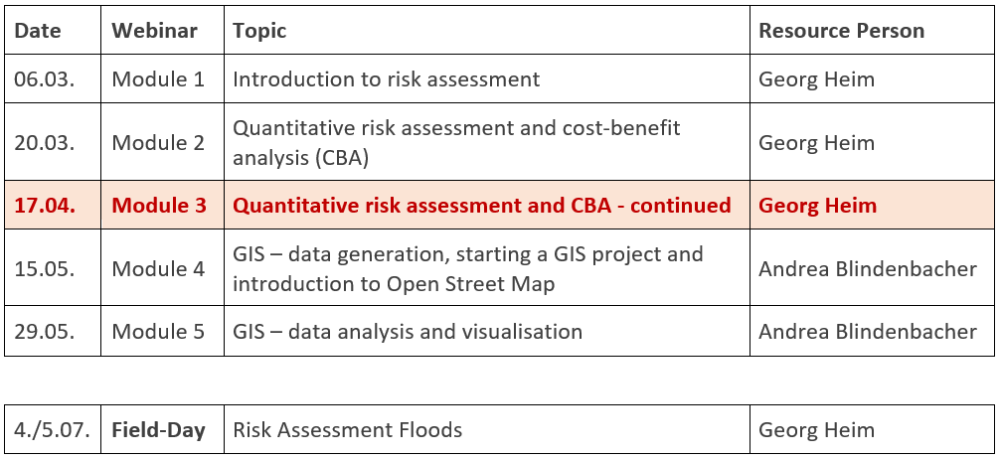 Date Webinar Topic Resource Person
06.03. Module 1 Introduction to risk assessment Georg Heim
20.03. Module 2 Quantitative risk assessment and cost-benefit analysis (CBA) Georg Heim
17.04. Module 3 Quantitative risk assessment and CBA - continued Georg Heim
15.05. Module 4 GIS – data generation, starting a GIS project and introduction to Open Street Map Andrea Blindenbacher
29.05. Module 5 GIS – data analysis and visualisation Andrea Blindenbacher
4./5.07. Field-Day Risk Assessment Floods Georg Heim